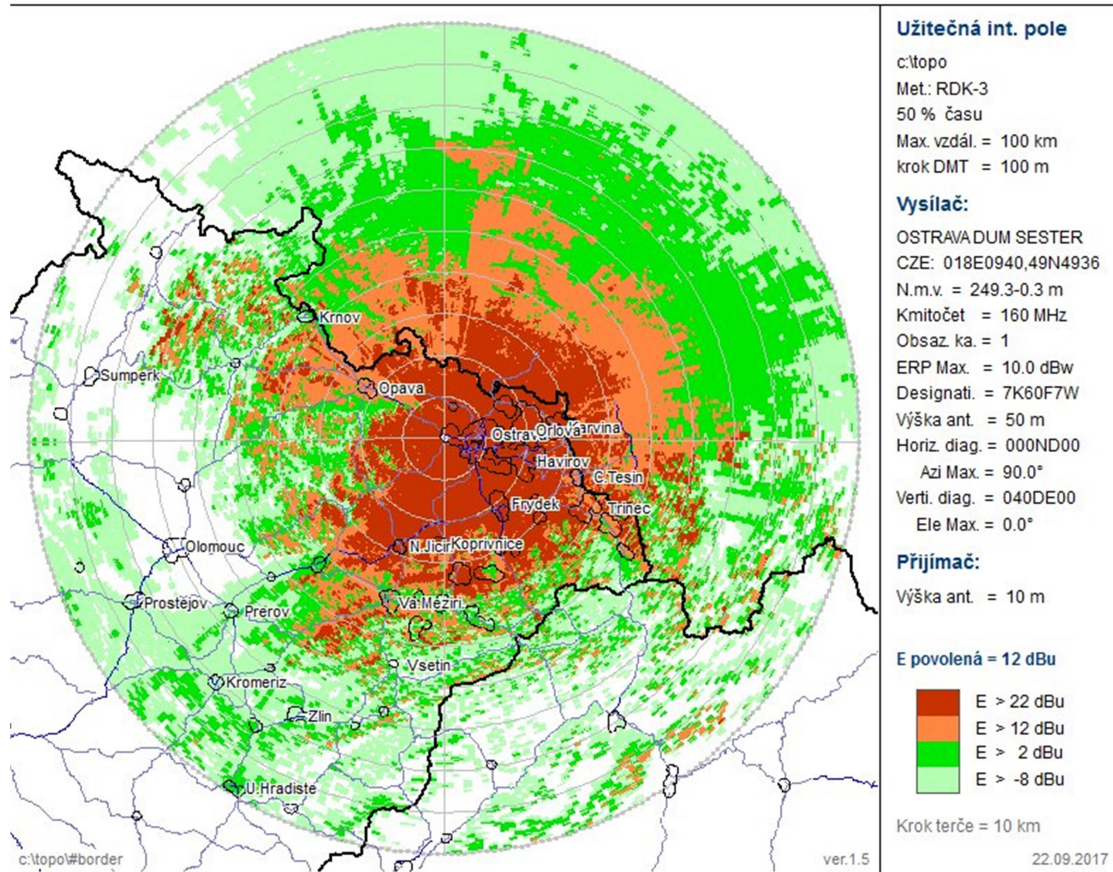 Užitečná int. pole
c:\topo
Met.: RDK-3
50 % času
Max. vzdál. = 100 km
krok DMT = 100 m
Vysílač:
OSTRAVA DUM SESTER
CZE: 018E0940,49N4936
N.m.v. = 249.3-0.3 m
Kmitočet = 160 MHz
Obsaz. ka. = 1
ERP Max. = 10.0 dBw
Designati. = 7K60F7W
Výška ant. = 50 m
Horiz. diag. = 000ND00
Azi Max. = 90.0°
Verti. diag. = 040DE00
Ele Max. = 0.0°
Přijímač:
Výška ant. = 10 m
E povolená = 12 dBu
E > 22 dBu
E > 12 dBu
E > 2 dBu
E > -8 dBu
Krok terče = 10 km
22.09.2017
Krnov
Sumperk
Opava
Ostrava
Orlova
Karvina
Havirov
C.Tesin
Frydek
Trinec
N.Jicin
Koprivnice
Olomouc
Prostejov
Prerov
Va.Meziri.
Vsetin
Kromeriz
Zlin
U.Hradiste
c:\topo\#border
ver.1.5